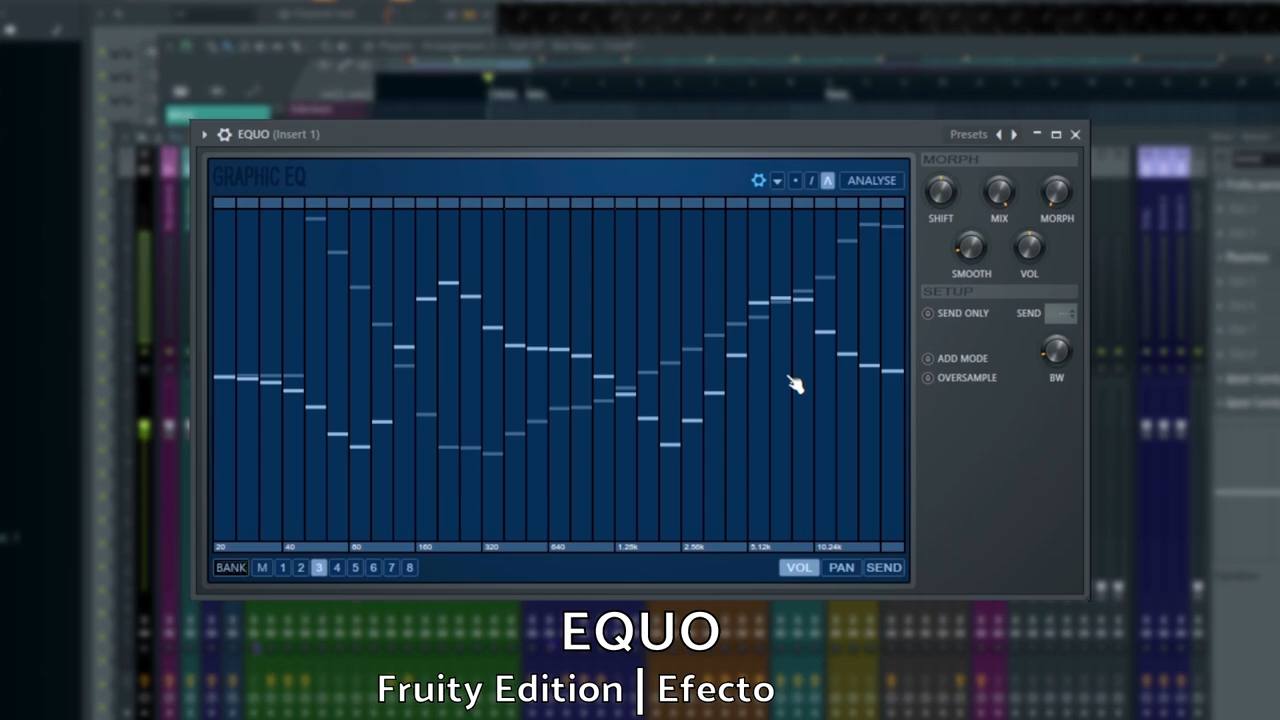 EQUO (Insert 1) Presets
GRAPHIC EQ
ANALYSE
MORPH
SHIFT MIX MORPH
SMOOTH VOL
SETUP
SEND ONLY SEND
ADD MODE
OVERSAMPLE BW
20 40 80 160 320 640 1.28k 2.56k 5.12k 10.24k
BANK M 1 2 3 4 5 6 7 8 VOL PAN SEND
EQUO
Fruity Edition | Efecto